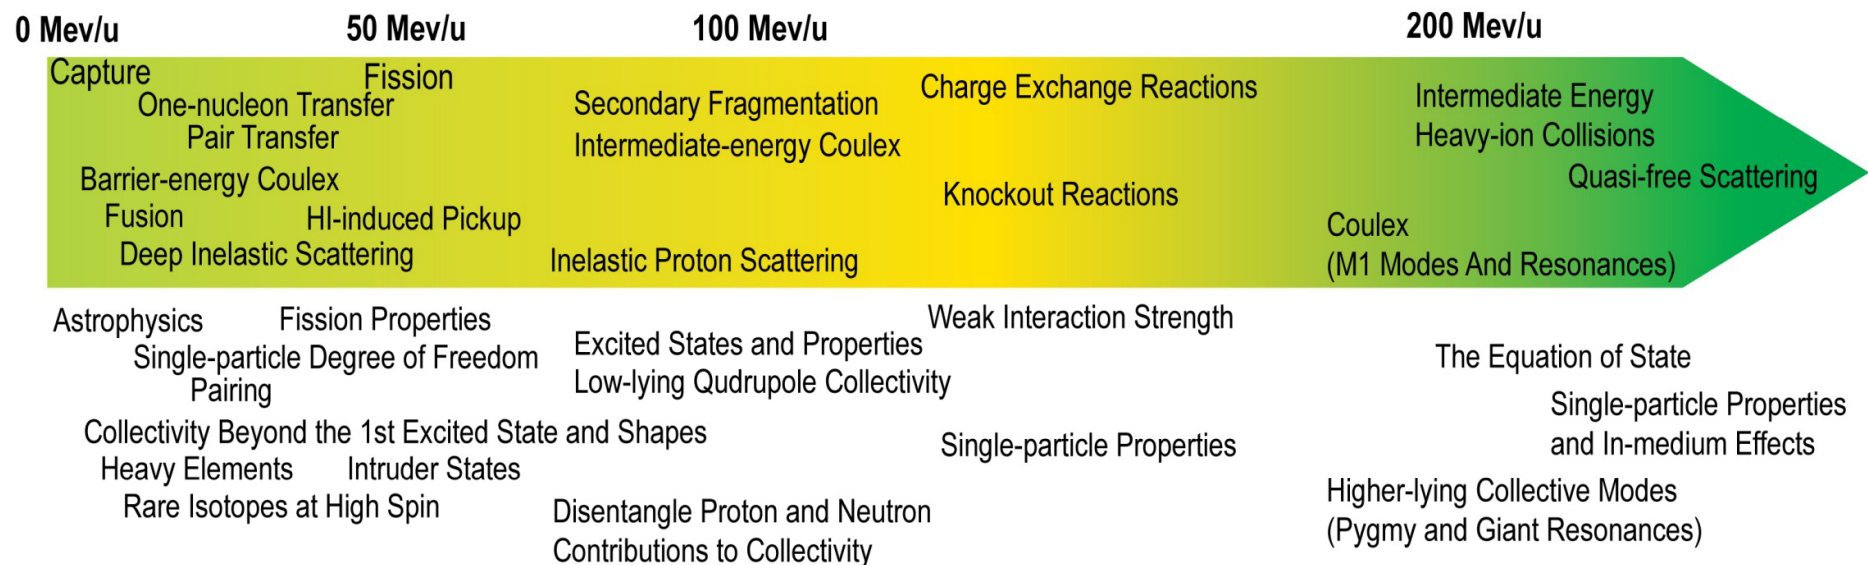 0 Mev/u
50 Mev/u
100 Mev/u
200 Mev/u
Capture
Fission
One-nucleon Transfer
Pair Transfer
Barrier-energy Coulex
Fusion
HI-induced Pickup
Deep Inelastic Scattering
Secondary Fragmentation
Intermediate-energy Coulex
Inelastic Proton Scattering
Charge Exchange Reactions
Knockout Reactions
Intermediate Energy
Heavy-ion Collisions
Quasi-free Scattering
Coulex
(M1 Modes And Resonances)
Astrophysics
Fission Properties
Single-particle Degree of Freedom
Pairing
Collectivity Beyond the 1st Excited State and Shapes
Heavy Elements
Intruder States
Rare Isotopes at High Spin
Excited States and Properties
Low-lying Qudrupole Collectivity
Disentangle Proton and Neutron
Contributions to Collectivity
Weak Interaction Strength
Single-particle Properties
The Equation of State
Single-particle Properties
and In-medium Effects
Higher-lying Collective Modes
(Pygmy and Giant Resonances)